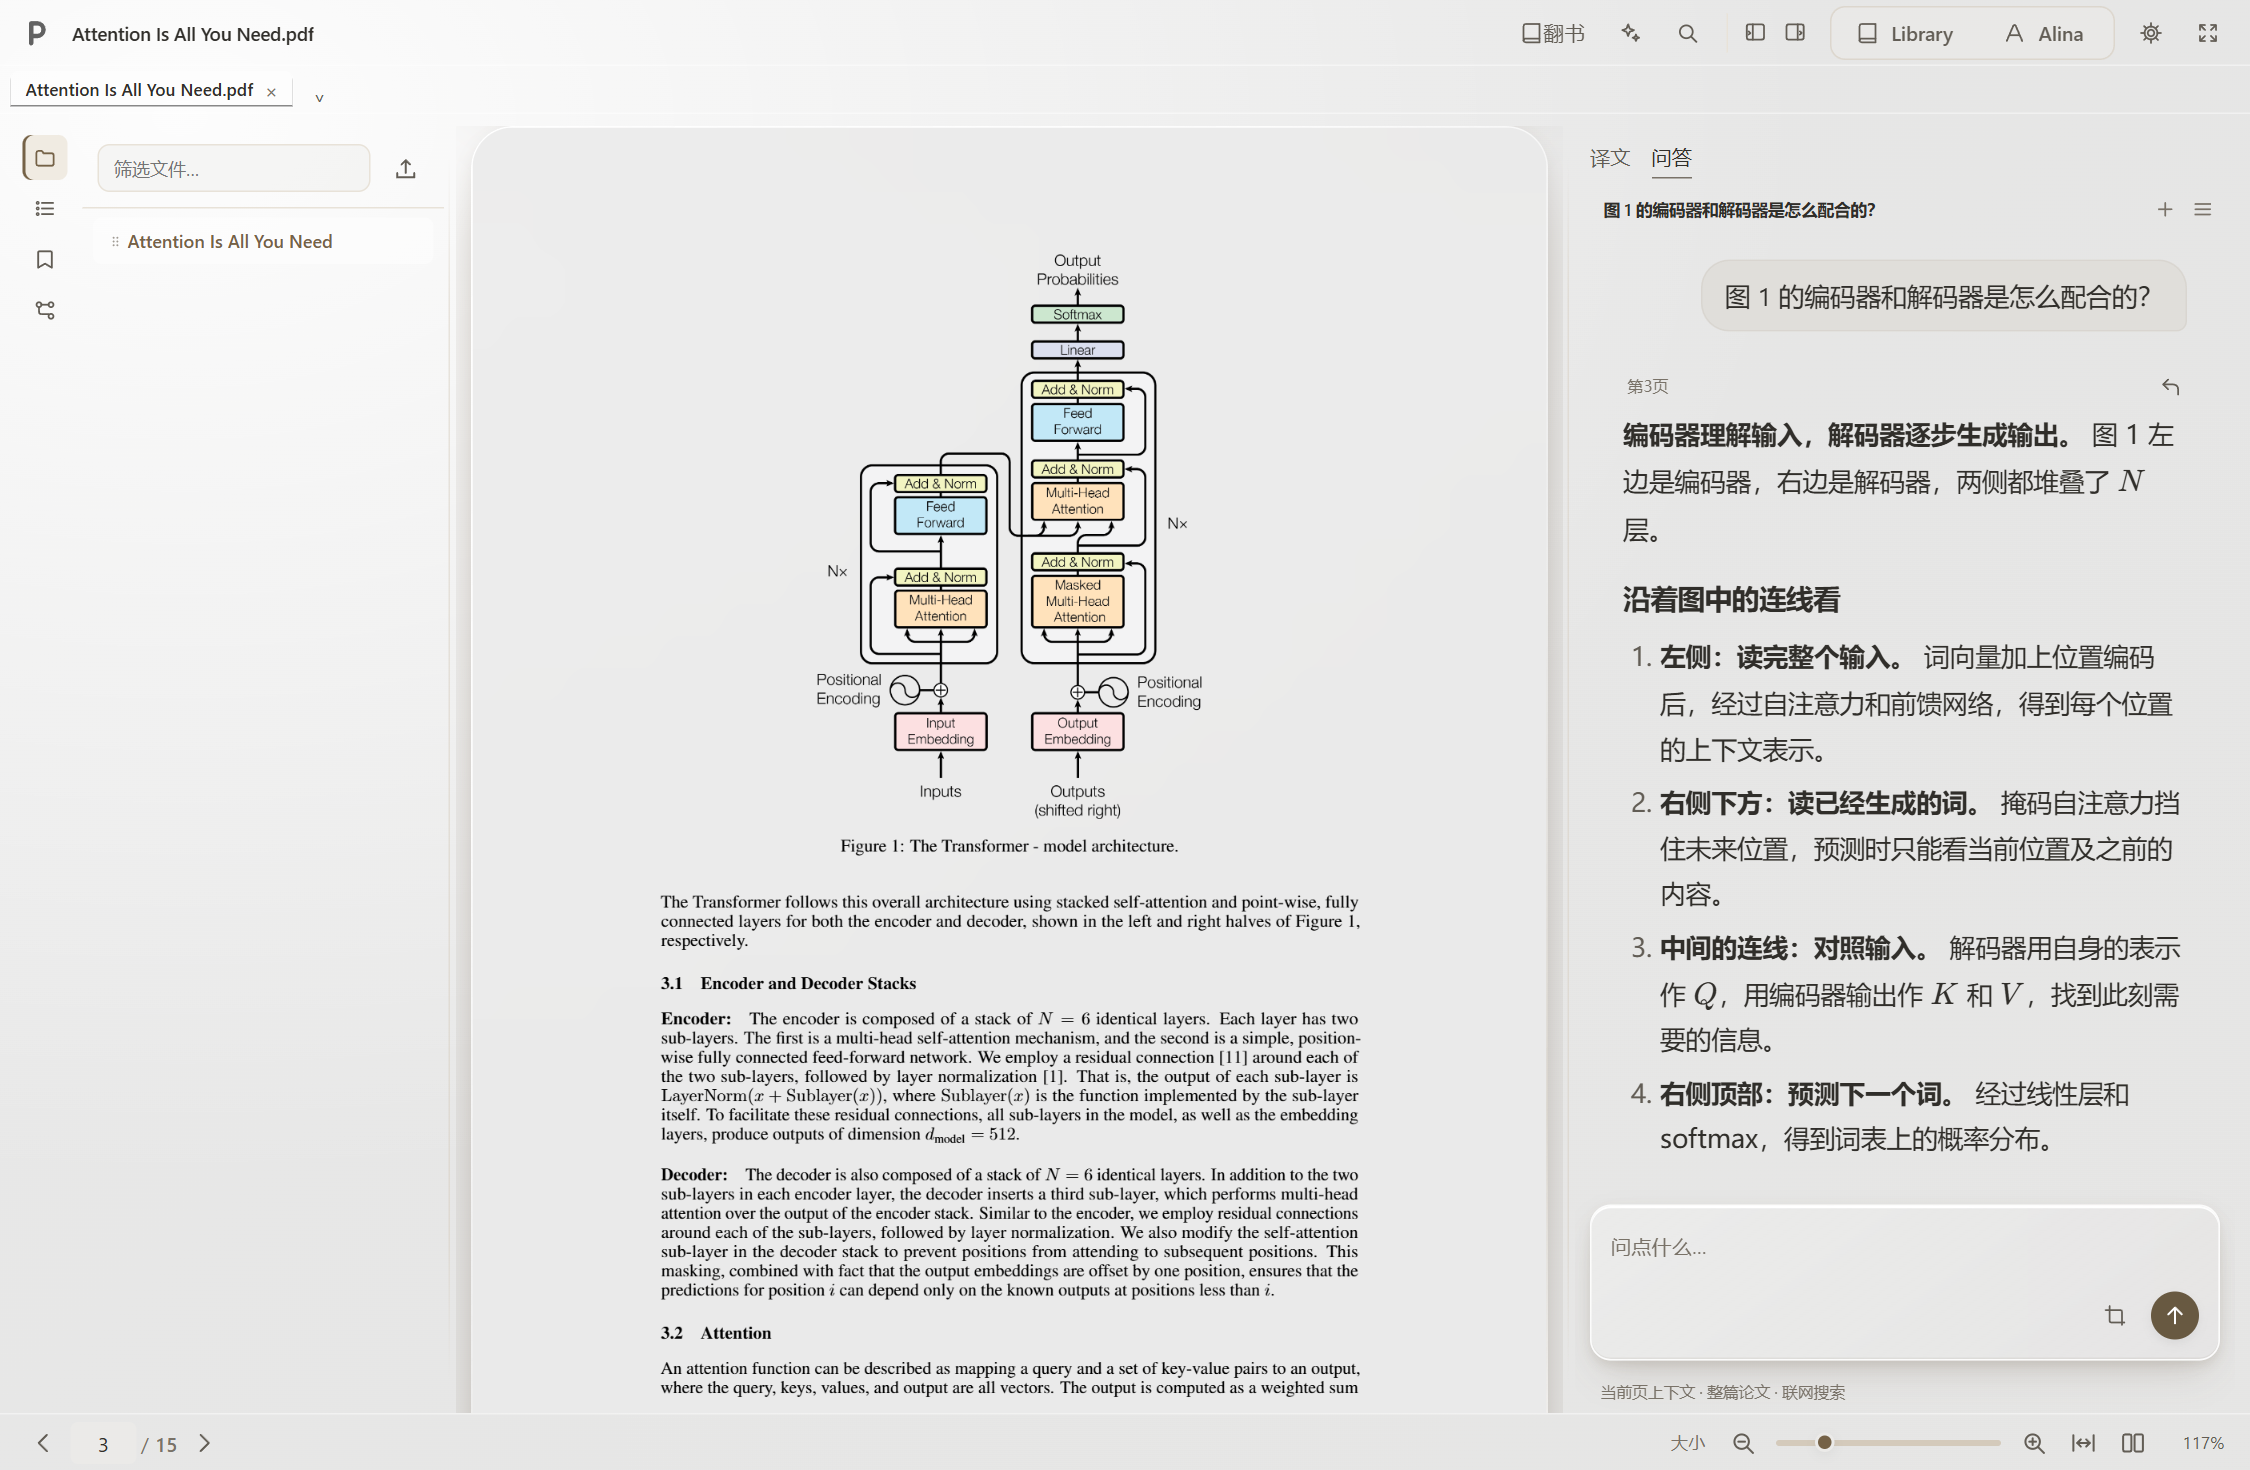 Attention Is All You Need.pdf
翻书
Library
Alina
Attention Is All You Need.pdf
筛选文件...
Attention Is All You Need
Output
Probabilities
Softmax
Linear
Add & Norm
Feed
Forward
Add & Norm
Multi-Head
Attention
Add & Norm
Masked
Multi-Head
Attention
Nx
Add & Norm
Feed
Forward
Add & Norm
Multi-Head
Attention
Nx
Positional
Encoding
Positional
Encoding
Input
Embedding
Output
Embedding
Inputs
Outputs
(shifted right)
Figure 1: The Transformer - model architecture.
The Transformer follows this overall architecture using stacked self-attention and point-wise, fully
connected layers for both the encoder and decoder, shown in the left and right halves of Figure 1,
respectively.
3.1 Encoder and Decoder Stacks
Encoder: The encoder is composed of a stack of N = 6 identical layers. Each layer has two
sub-layers. The first is a multi-head self-attention mechanism, and the second is a simple, position-
wise fully connected feed-forward network. We employ a residual connection [11] around each of
the two sub-layers, followed by layer normalization [1]. That is, the output of each sub-layer is
LayerNorm(x + Sublayer(x)), where Sublayer(x) is the function implemented by the sub-layer
itself. To facilitate these residual connections, all sub-layers in the model, as well as the embedding
layers, produce outputs of dimension d_model = 512.
Decoder: The decoder is also composed of a stack of N = 6 identical layers. In addition to the two
sub-layers in each encoder layer, the decoder inserts a third sub-layer, which performs multi-head
attention over the output of the encoder stack. Similar to the encoder, we employ residual connections
around each of the sub-layers, followed by layer normalization. We also modify the self-attention
sub-layer in the decoder stack to prevent positions from attending to subsequent positions. This
masking, combined with fact that the output embeddings are offset by one position, ensures that the
predictions for position i can depend only on the known outputs at positions less than i.
3.2 Attention
An attention function can be described as mapping a query and a set of key-value pairs to an output,
where the query, keys, values, and output are all vectors. The output is computed as a weighted sum
译文 问答
图 1 的编码器和解码器是怎么配合的?
图 1 的编码器和解码器是怎么配合的?
第3页
编码器理解输入，解码器逐步生成输出。 图 1 左
边是编码器，右边是解码器，两侧都堆叠了 N
层。
沿着图中的连线看
1. 左侧：读完整个输入。 词向量加上位置编码
后，经过自注意力和前馈网络，得到每个位置
的上下文表示。
2. 右侧下方：读已经生成的词。 掩码自注意力挡
住未来位置，预测时只能看当前位置及之前的
内容。
3. 中间的连线：对照输入。 解码器用自身的表示
作 Q，用编码器输出作 K 和 V，找到此刻需
要的信息。
4. 右侧顶部：预测下一个词。 经过线性层和
softmax，得到词表上的概率分布。
问点什么...
当前页上下文 · 整篇论文 · 联网搜索
3 / 15
大小
117%